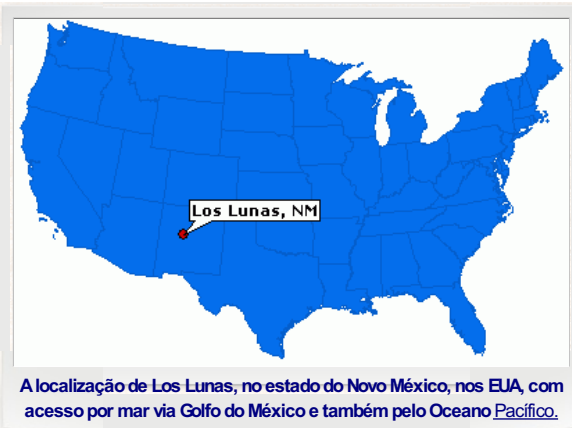 Los Lunas, NM
A localização de Los Lunas, no estado do Novo México, nos EUA, com
acesso por mar via Golfo do México e também pelo Oceano Pacífico.